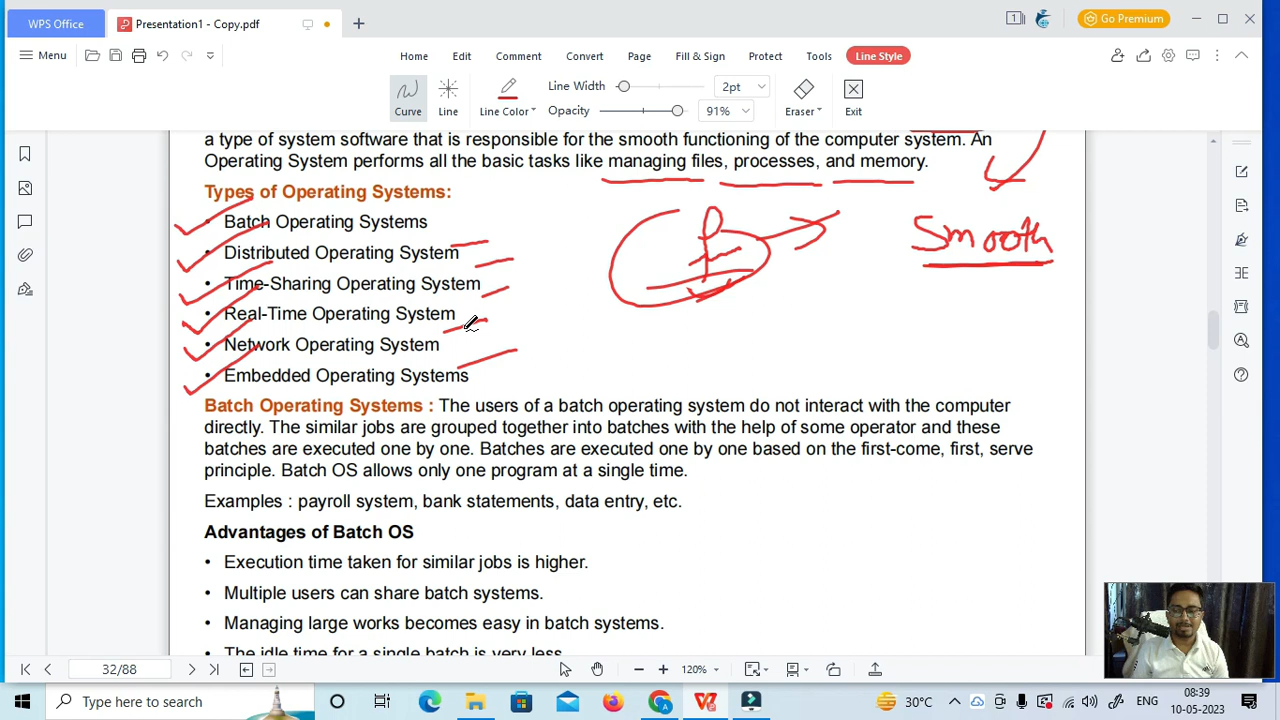 WPS Office
Presentation1 - Copy.pdf
1
Go Premium
Menu
Home Edit Comment Convert Page Fill & Sign Protect Tools Line Style
Curve Line Line Color Line Width 2pt Opacity 91% Eraser Exit
a type of system software that is responsible for the smooth functioning of the computer system. An
Operating System performs all the basic tasks like managing files, processes, and memory.
Types of Operating Systems:
• Batch Operating Systems
Smooth
• Distributed Operating System
• Time-Sharing Operating System
• Real-Time Operating System
• Network Operating System
• Embedded Operating Systems
Batch Operating Systems : The users of a batch operating system do not interact with the computer
directly. The similar jobs are grouped together into batches with the help of some operator and these
batches are executed one by one. Batches are executed one by one based on the first-come, first, serve
principle. Batch OS allows only one program at a single time.
Examples : payroll system, bank statements, data entry, etc.
Advantages of Batch OS
• Execution time taken for similar jobs is higher.
• Multiple users can share batch systems.
• Managing large works becomes easy in batch systems.
• The idle time for a single batch is very less.
32/88
120%
Type here to search
30°C
ENG
08:39
10-05-2023